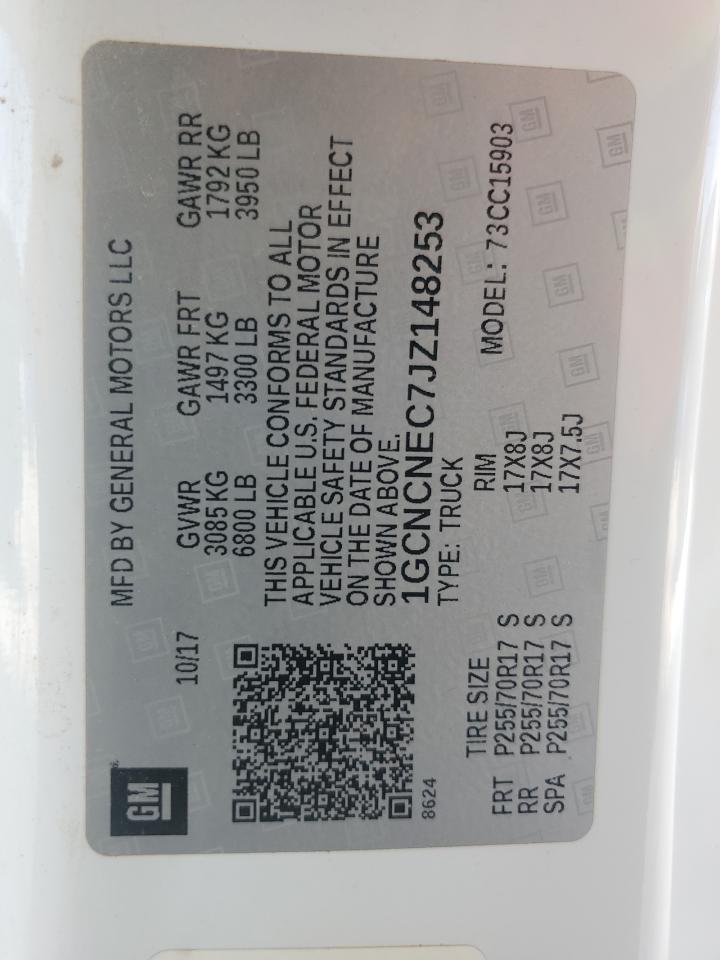 GM
MFD BY GENERAL MOTORS LLC
10/17
GVWR GAWR FRT GAWR RR
3085 KG 1497 KG 1792 KG
6800 LB 3300 LB 3950 LB
THIS VEHICLE CONFORMS TO ALL
APPLICABLE U.S. FEDERAL MOTOR
VEHICLE SAFETY STANDARDS IN EFFECT
ON THE DATE OF MANUFACTURE
SHOWN ABOVE.
1GCNCNEC7JZ148253
8624
TYPE: TRUCK
MODEL: 73CC15903
TIRE SIZE RIM
FRT P255/70R17 S 17X8J
RR P255/70R17 S 17X8J
SPA P255/70R17 S 17X7.5J